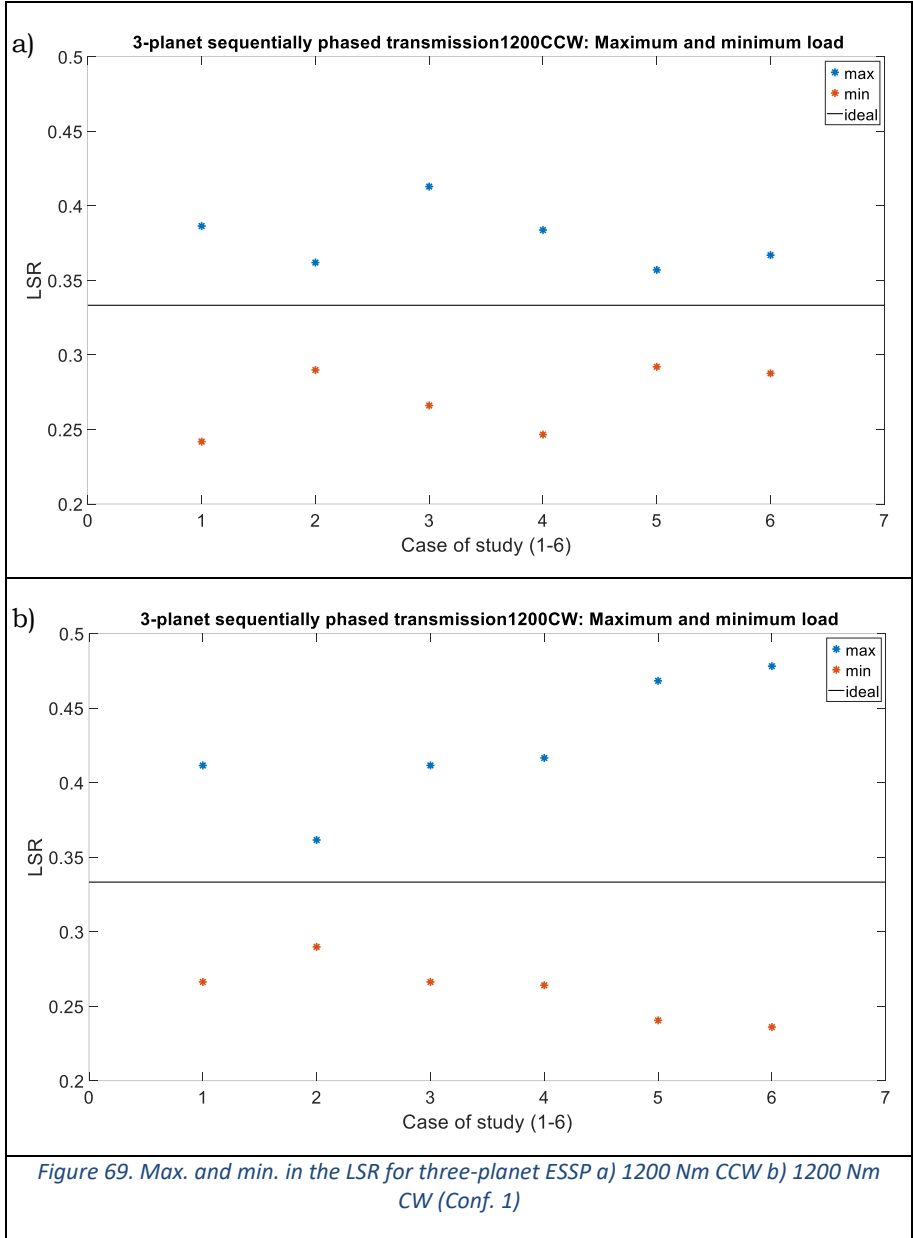 a)
3-planet sequentially phased transmission1200CCW: Maximum and minimum load
max
min
ideal
0.5
0.45
0.4
0.35
0.3
0.25
0.2
LSR
0 1 2 3 4 5 6 7
Case of study (1-6)
b)
3-planet sequentially phased transmission1200CW: Maximum and minimum load
max
min
ideal
0.5
0.45
0.4
0.35
0.3
0.25
0.2
LSR
0 1 2 3 4 5 6 7
Case of study (1-6)
Figure 69. Max. and min. in the LSR for three-planet ESSP a) 1200 Nm CCW b) 1200 Nm
CW (Conf. 1)